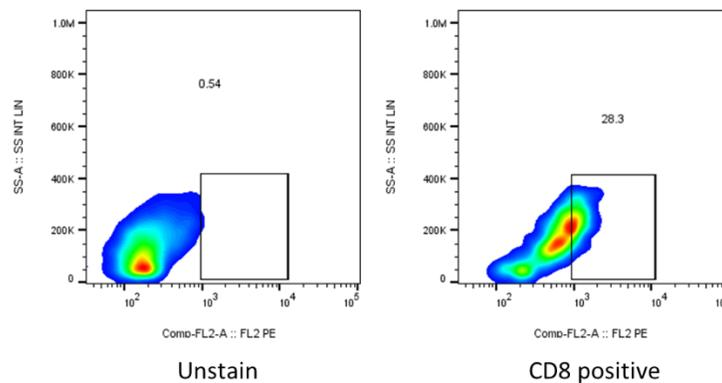 1.0M
800K
600K
400K
200K
0
SS-A :: SS INT LIN
0.54
10^2
10^3
10^4
10^5
Comp-FL2-A :: FL2 PE
Unstain
1.0M
800K
600K
400K
200K
0
SS-A :: SS INT LIN
28.3
10^2
10^3
10^4
Comp-FL2-A :: FL2 PE
CD8 positive